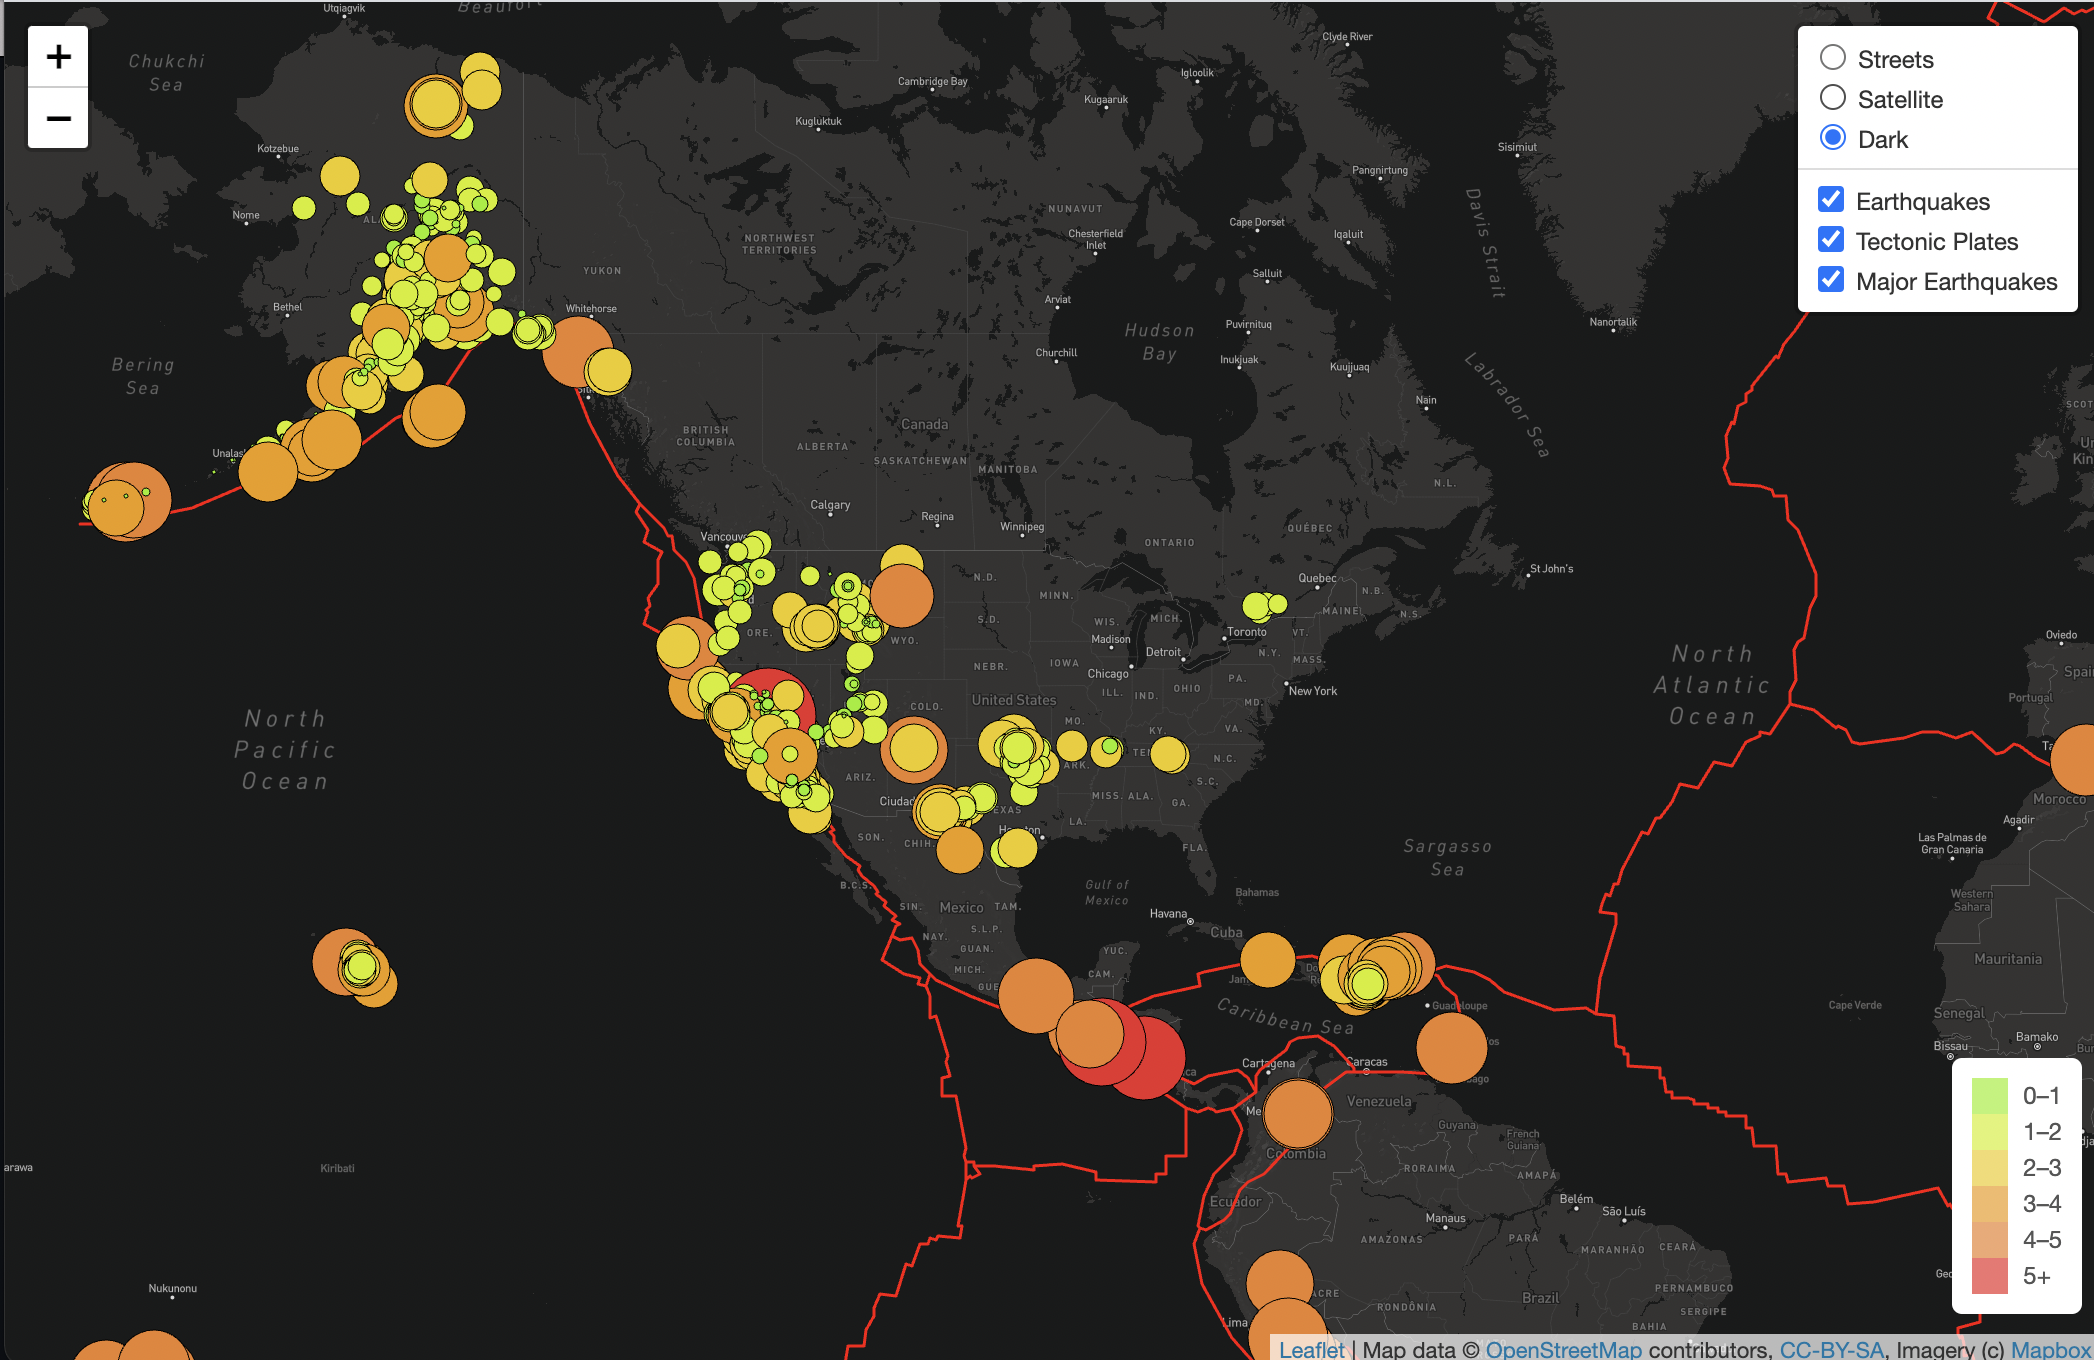 Utqiagvik
Beaufort
Chukchi
Sea
Clyde River
Igloolik
Cambridge Bay
Kugaaruk
Kugluktuk
Kotzebue
Sisimiut
Pangnirtung
Nome
NUNAVUT
Cape Dorset
Davis Strait
Chesterfield
Inlet
Iqaluit
NORTHWEST
TERRITORIES
YUKON
Salluit
Bethel
Whitehorse
Arviat
Puvirnituq
Nanortalik
Hudson
Bay
Churchill
Inukjuak
Kuujjuaq
Labrador Sea
Bering
Sea
Nain
BRITISH
COLUMBIA
Canada
ALBERTA
SASKATCHEWAN
MANITOBA
N.L.
Calgary
Regina
Winnipeg
QUÉBEC
ONTARIO
St John's
N.D.
Quebec
MINN.
N.B.
MAINE
N.S.
S.D.
WIS.
MICH.
ORE.
WYO.
Toronto
VT.
Madison
Detroit
N.Y.
MASS.
NEBR.
IOWA
Chicago
PA.
ILL.
IND.
OHIO
New York
United States
COLO.
MD.
MO.
KY.
VA.
N.C.
ARIZ.
ARK.
S.C.
MISS.
ALA.
GA.
LA.
SON.
CHIH.
FLA.
B.C.S.
SIN.
Mexico
TAM.
Gulf of
Mexico
Bahamas
Havana
Cuba
NAY.
S.L.P.
GUAN.
MICH.
YUC.
CAM.
North
Pacific
Ocean
North
Atlantic
Ocean
Sargasso
Sea
Oviedo
Spain
Portugal
Morocco
Agadir
Las Palmas de
Gran Canaria
Western
Sahara
Mauritania
Cape Verde
Senegal
Bamako
Bissau
Guadeloupe
Caribbean Sea
Cartagena
Caracas
Venezuela
Guyana
French
Guiana
Colombia
RORAIMA
AMAPÁ
Ecuador
Belém
São Luís
Manaus
AMAZONAS
PARÁ
MARANHÃO
CEARÁ
ACRE
RONDÔNIA
Brazil
PERNAMBUCO
SERGIPE
BAHIA
Lima
Kiribati
Nukunonu
+
−
Streets
Satellite
Dark
Earthquakes
Tectonic Plates
Major Earthquakes
0–1
1–2
2–3
3–4
4–5
5+
Leaflet | Map data © OpenStreetMap contributors, CC-BY-SA, Imagery (c) Mapbox